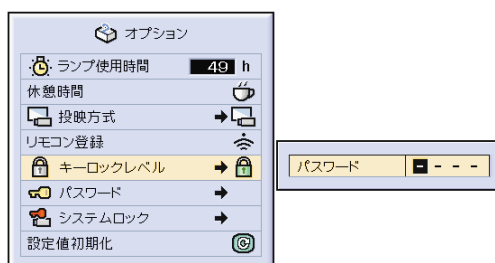 オプション
ランプ使用時間 49 h
休憩時間
投映方式
リモコン登録
キーロックレベル
パスワード
システムロック
設定値初期化
パスワード - - - -